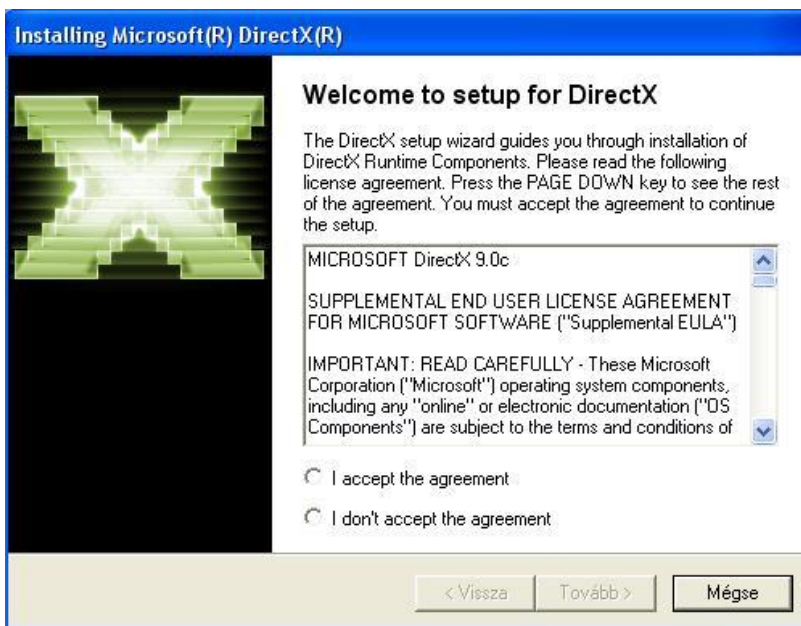 Installing Microsoft(R) DirectX(R)
Welcome to setup for DirectX
The DirectX setup wizard guides you through installation of
DirectX Runtime Components. Please read the following
license agreement. Press the PAGE DOWN key to see the rest
of the agreement. You must accept the agreement to continue
the setup.
MICROSOFT DirectX 9.0c
SUPPLEMENTAL END USER LICENSE AGREEMENT
FOR MICROSOFT SOFTWARE ("Supplemental EULA")
IMPORTANT: READ CAREFULLY - These Microsoft
Corporation ("Microsoft") operating system components,
including any "online" or electronic documentation ("OS
Components") are subject to the terms and conditions of
I accept the agreement
I don't accept the agreement
< Vissza
Tovább >
Mégse